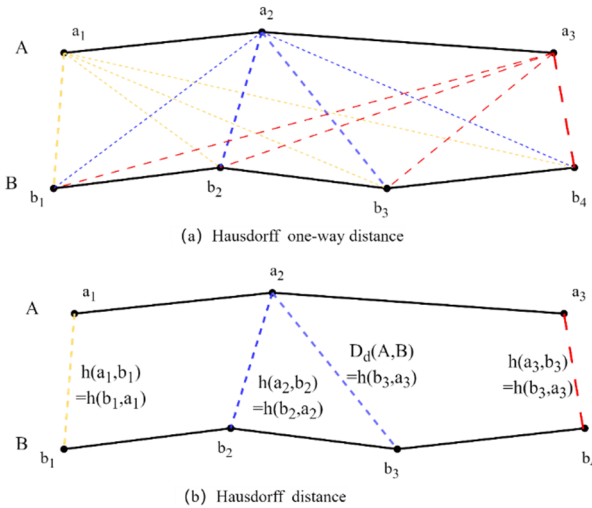 a2
a1
a3
A
B
b1
b2
b3
b4
(a) Hausdorff one-way distance
a2
a1
a3
A
h(a1,b1)
=h(b1,a1)
h(a2,b2)
=h(b2,a2)
Dd(A,B)
=h(b3,a3)
h(a3,b3)
=h(b3,a3)
B
b1
b2
b3
(b) Hausdorff distance